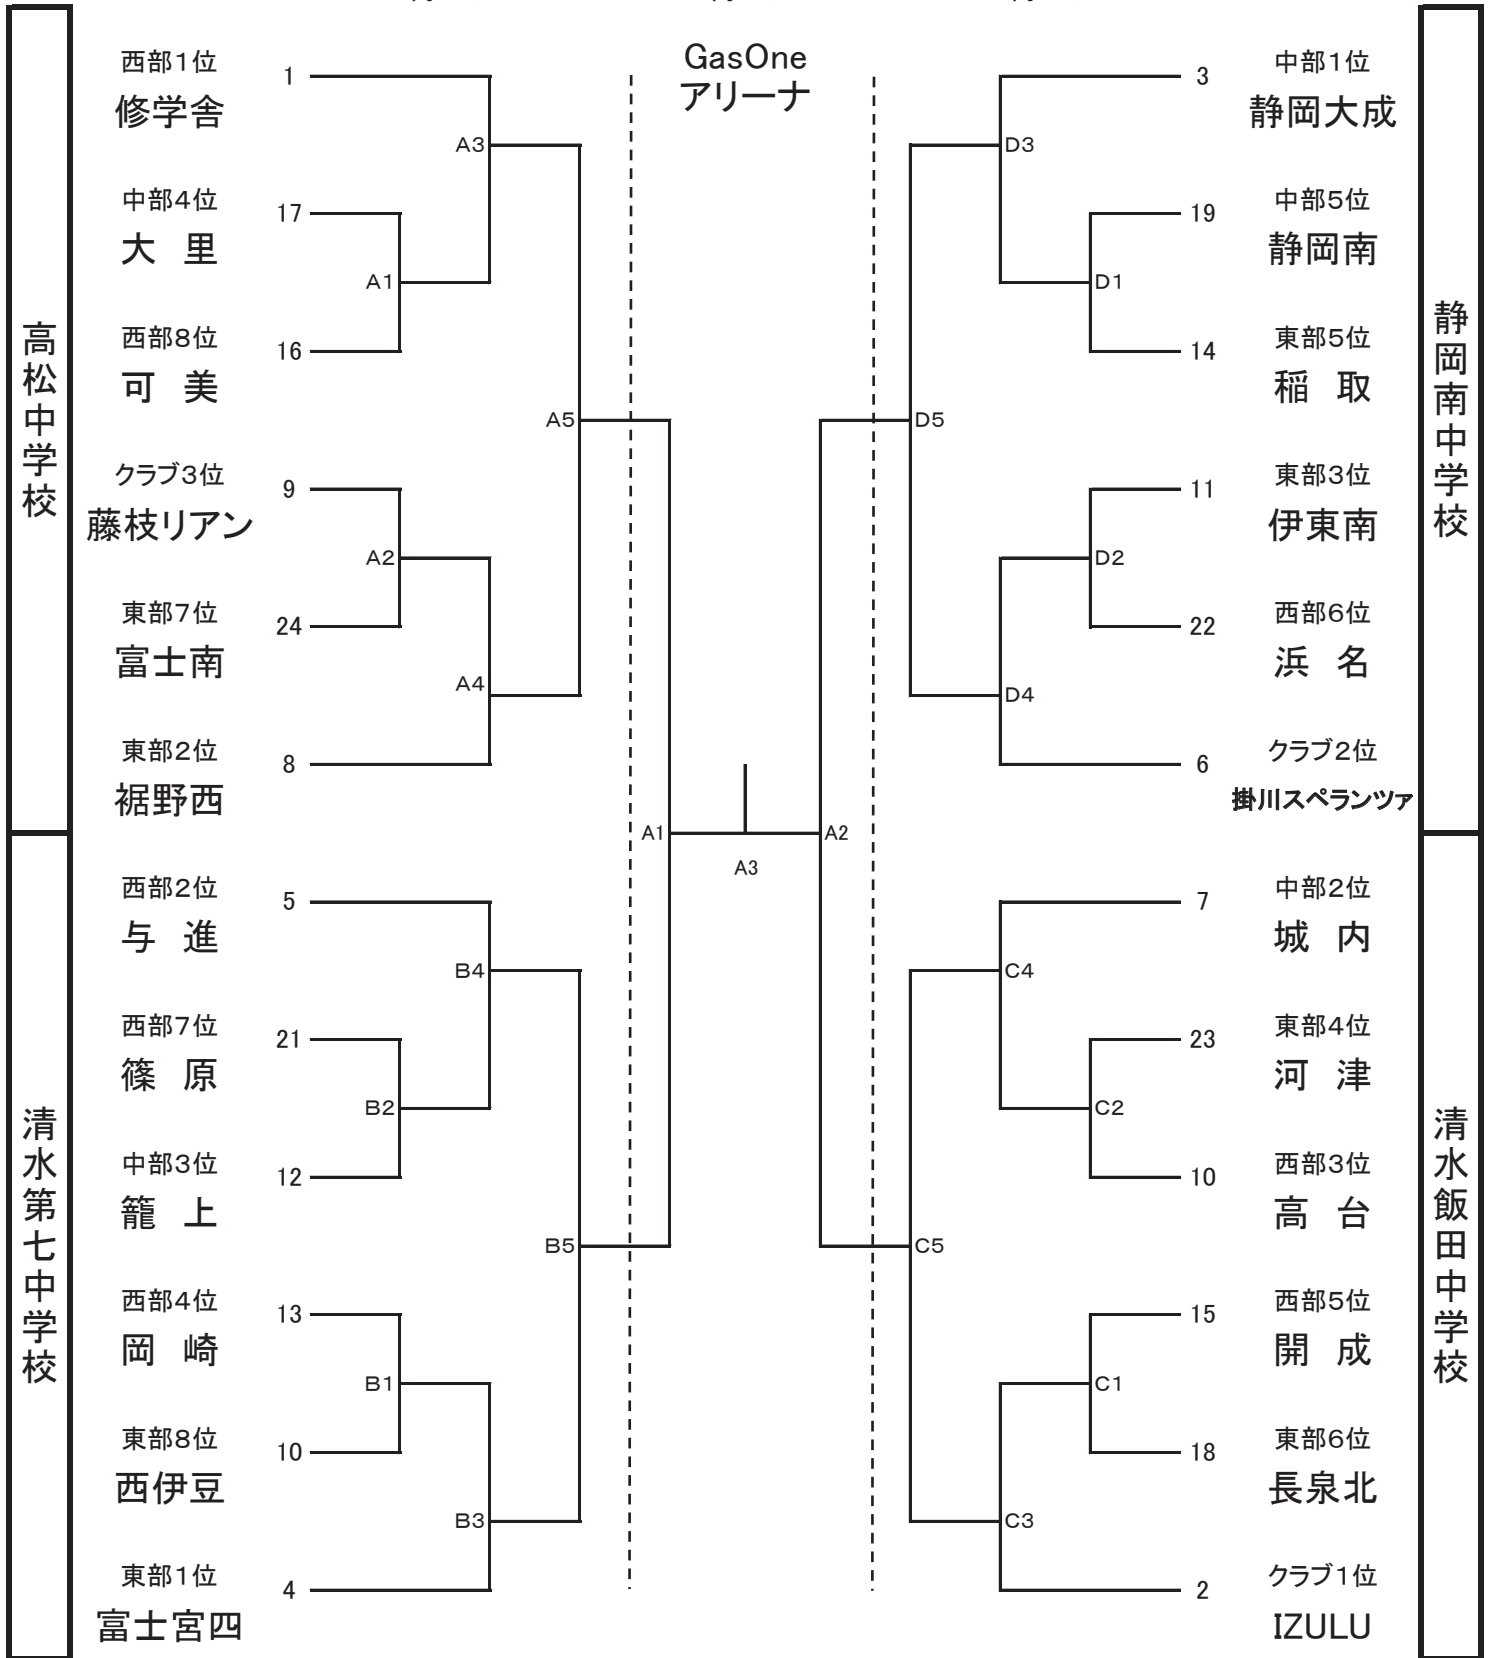 GasOne
アリーナ
高松中学校
西部1位
1
修学舎
A3
中部4位
17
大 里
A1
西部8位
16
可 美
A5
クラブ3位
9
藤枝リアン
A2
東部7位
24
富士南
A4
東部2位
8
裾野西
清水第七中学校
西部2位
5
与 進
B4
西部7位
21
篠 原
B2
中部3位
12
籠 上
B5
西部4位
13
岡 崎
B1
東部8位
10
西伊豆
B3
東部1位
4
富士宮四
A1
A3
A2
静岡南中学校
3
中部1位
静岡大成
D3
19
中部5位
静岡南
D1
14
東部5位
稲 取
D5
11
東部3位
伊東南
D2
22
西部6位
浜 名
D4
6
クラブ2位
掛川スペランツァ
清水飯田中学校
7
中部2位
城 内
C4
23
東部4位
河 津
C2
10
西部3位
高 台
C5
15
西部5位
開 成
C1
18
東部6位
長泉北
C3
2
クラブ1位
IZULU